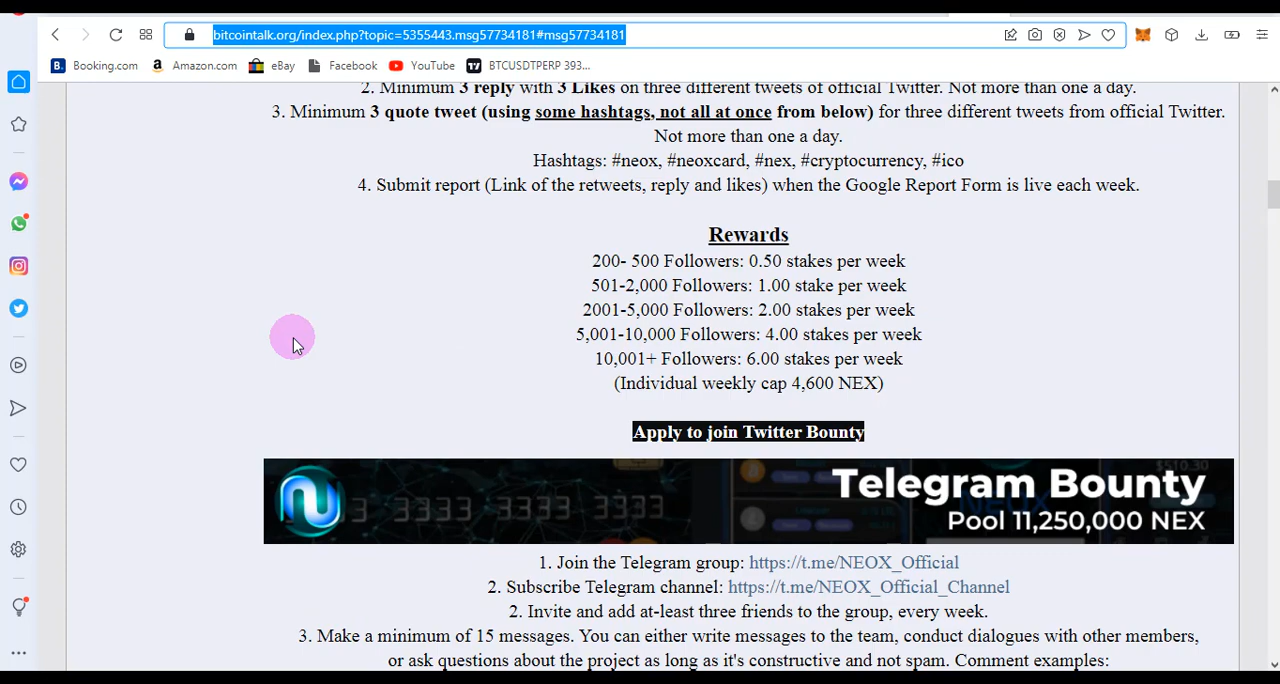 bitcointalk.org/index.php?topic=5355443.msg57734181#msg57734181
B. Booking.com a Amazon.com eBay Facebook YouTube BTCUSDTPERP 393...
2. Minimum 3 reply with 3 Likes on three different tweets of official Twitter. Not more than one a day.
3. Minimum 3 quote tweet (using some hashtags, not all at once from below) for three different tweets from official Twitter.
Not more than one a day.
Hashtags: #neox, #neoxcard, #nex, #cryptocurrency, #ico
4. Submit report (Link of the retweets, reply and likes) when the Google Report Form is live each week.
Rewards
200- 500 Followers: 0.50 stakes per week
501-2,000 Followers: 1.00 stake per week
2001-5,000 Followers: 2.00 stakes per week
5,001-10,000 Followers: 4.00 stakes per week
10,001+ Followers: 6.00 stakes per week
(Individual weekly cap 4,600 NEX)
Apply to join Twitter Bounty
3 3333 3333 3333
$510.30
Telegram Bounty
Pool 11,250,000 NEX
1. Join the Telegram group: https://t.me/NEOX_Official
2. Subscribe Telegram channel: https://t.me/NEOX_Official_Channel
2. Invite and add at-least three friends to the group, every week.
3. Make a minimum of 15 messages. You can either write messages to the team, conduct dialogues with other members,
or ask questions about the project as long as it's constructive and not spam. Comment examples: